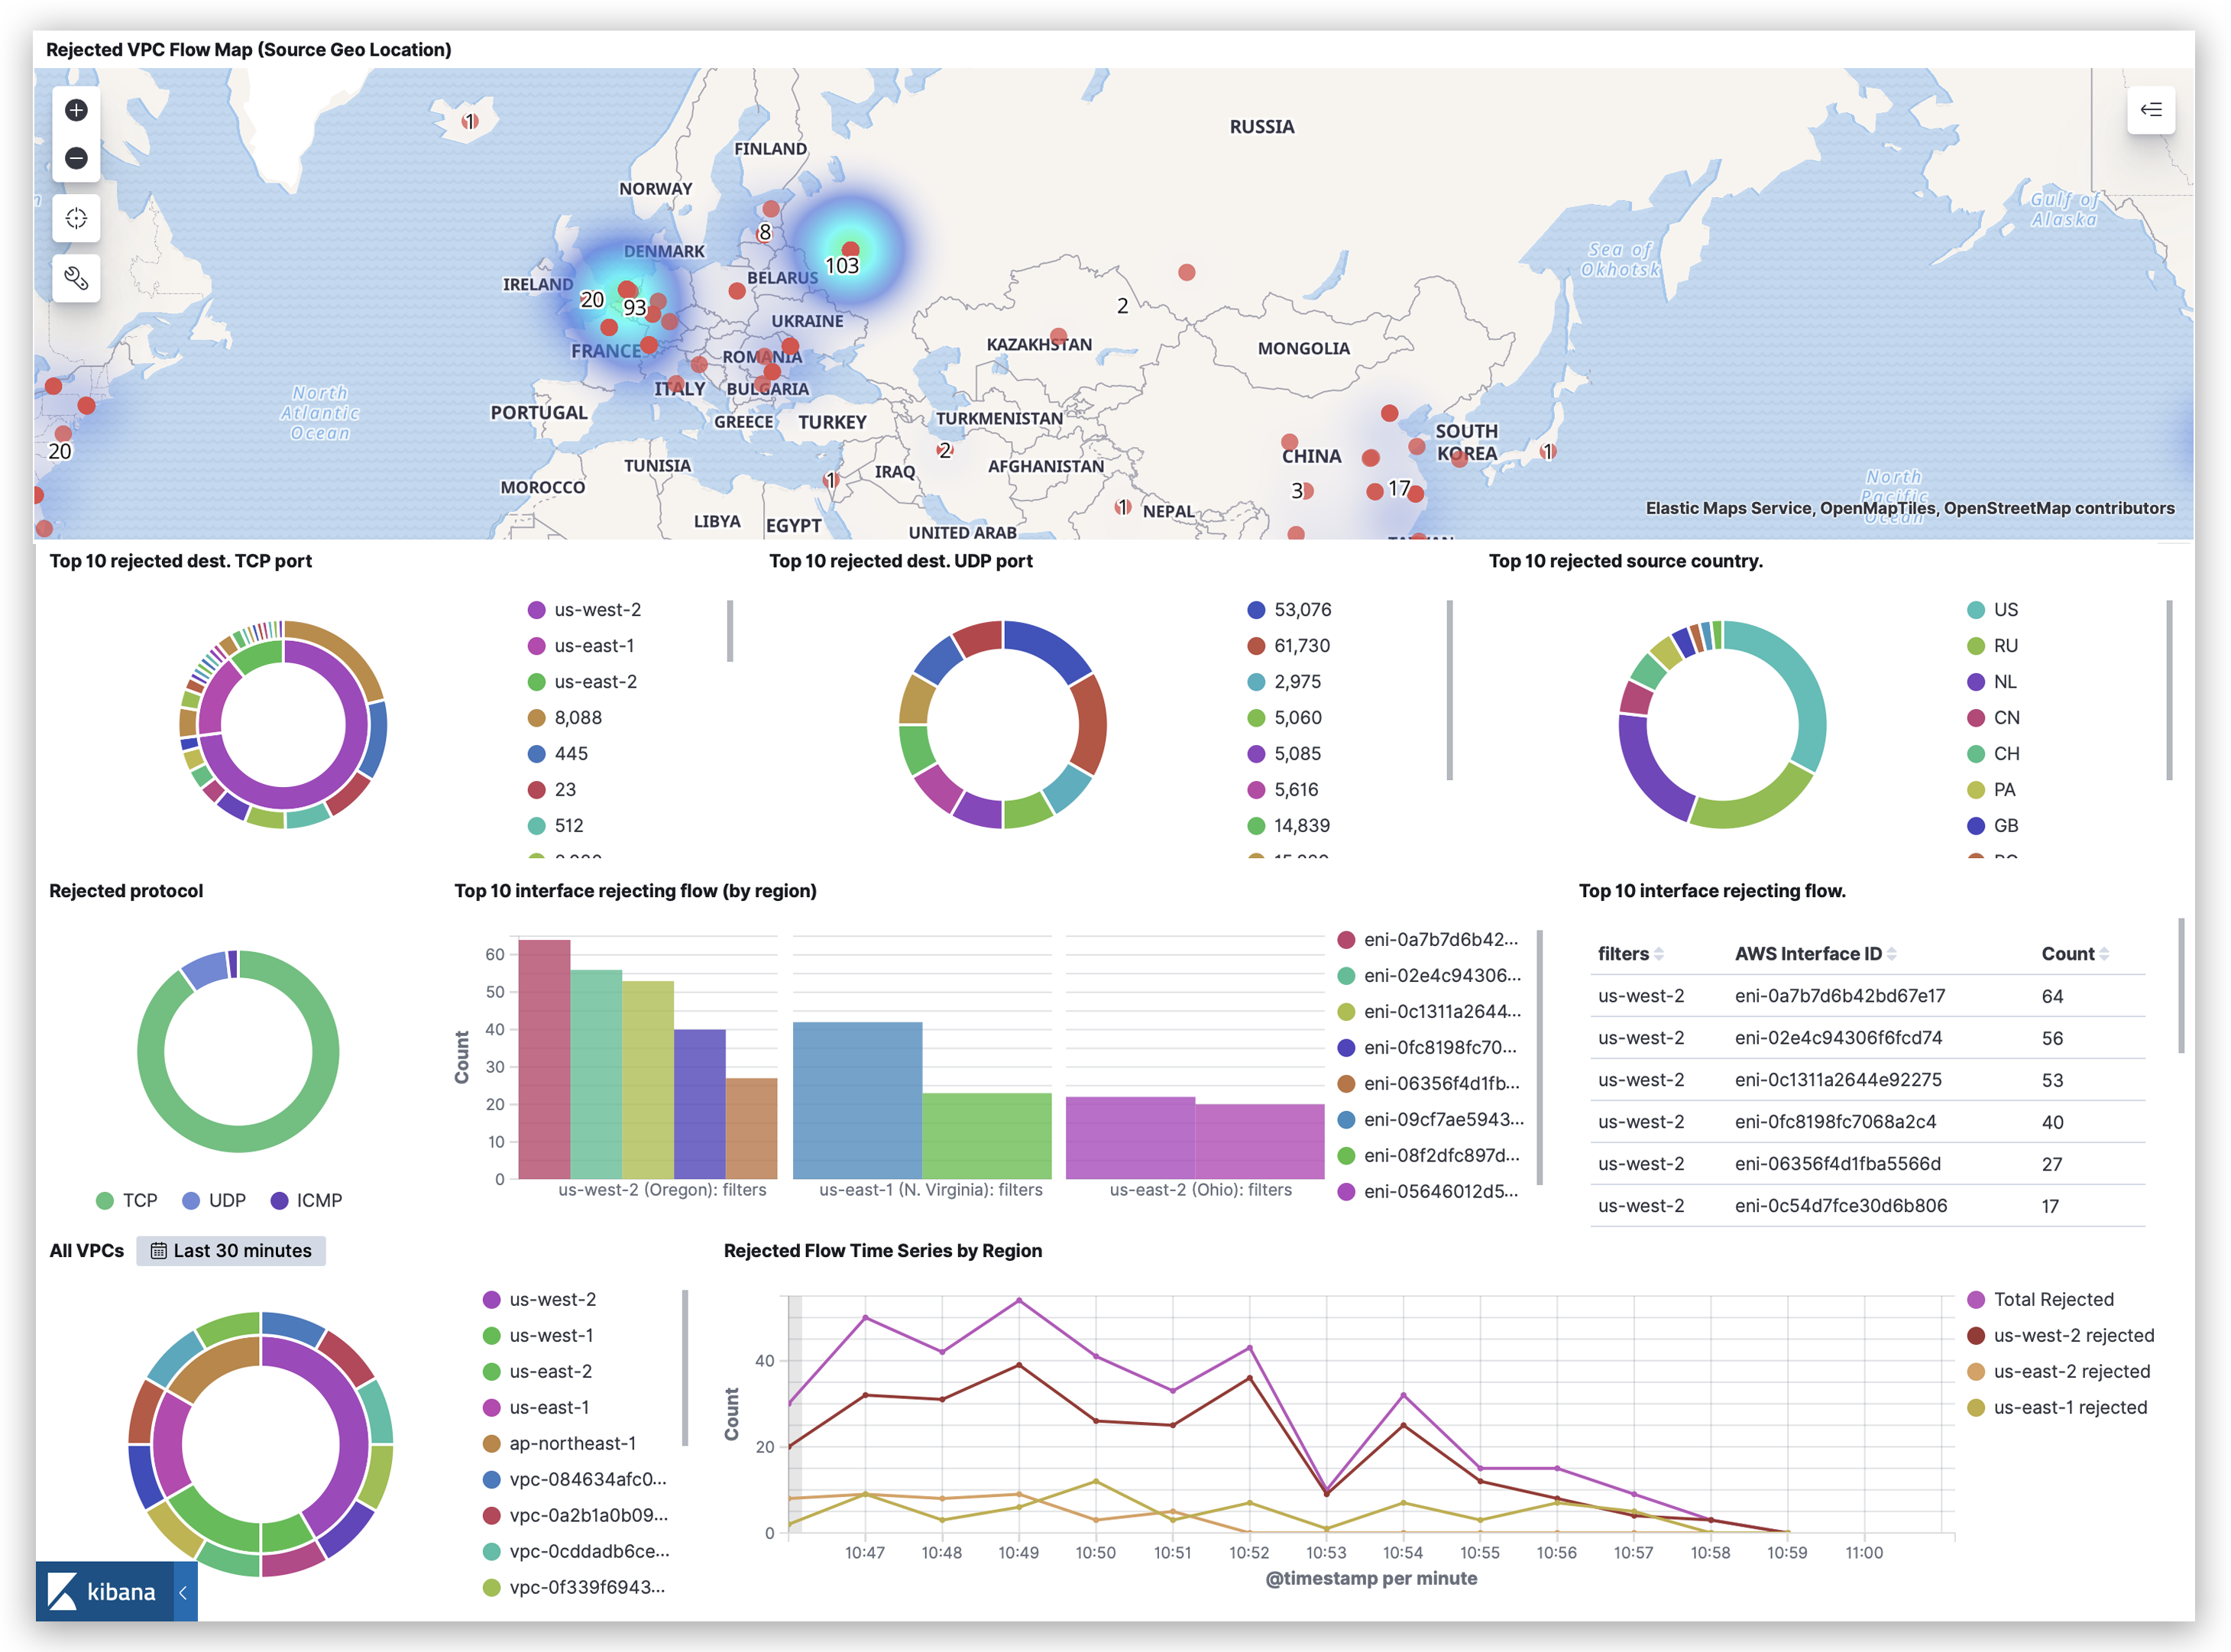 Rejected VPC Flow Map (Source Geo Location)
1
RUSSIA
FINLAND
NORWAY
Gulf of
Alaska
8
DENMARK
Sea of
Okhotsk
103
IRELAND
BELARUS
20
93
2
UKRAINE
FRANCE
ROMANIA
KAZAKHSTAN
MONGOLIA
ITALY
BULGARIA
North
Atlantic
Ocean
PORTUGAL
GREECE
TURKEY
TURKMENISTAN
SOUTH
KOREA
20
2
CHINA
1
TUNISIA
IRAQ
AFGHANISTAN
MOROCCO
1
3
17
North
Pacific
Ocean
1
NEPAL
LIBYA
EGYPT
UNITED ARAB
TAIWAN
Elastic Maps Service, OpenMapTiles, OpenStreetMap contributors
Top 10 rejected dest. TCP port
us-west-2
us-east-1
us-east-2
8,088
445
23
512
Top 10 rejected dest. UDP port
53,076
61,730
2,975
5,060
5,085
5,616
14,839
Top 10 rejected source country.
US
RU
NL
CN
CH
PA
GB
Rejected protocol
TCP
UDP
ICMP
Top 10 interface rejecting flow (by region)
Count
60
50
40
30
20
10
0
us-west-2 (Oregon): filters
us-east-1 (N. Virginia): filters
us-east-2 (Ohio): filters
eni-0a7b7d6b42...
eni-02e4c94306...
eni-0c1311a2644...
eni-0fc8198fc70...
eni-06356f4d1fb...
eni-09cf7ae5943...
eni-08f2dfc897d...
eni-05646012d5...
Top 10 interface rejecting flow.
filters AWS Interface ID Count
us-west-2 eni-0a7b7d6b42bd67e17 64
us-west-2 eni-02e4c94306f6fcd74 56
us-west-2 eni-0c1311a2644e92275 53
us-west-2 eni-0fc8198fc7068a2c4 40
us-west-2 eni-06356f4d1fba5566d 27
us-west-2 eni-0c54d7fce30d6b806 17
All VPCs
Last 30 minutes
us-west-2
us-west-1
us-east-2
us-east-1
ap-northeast-1
vpc-084634afc0...
vpc-0a2b1a0b09...
vpc-0cddadb6ce...
vpc-0f339f6943...
kibana
Rejected Flow Time Series by Region
Count
40
20
0
10:47 10:48 10:49 10:50 10:51 10:52 10:53 10:54 10:55 10:56 10:57 10:58 10:59 11:00
@timestamp per minute
Total Rejected
us-west-2 rejected
us-east-2 rejected
us-east-1 rejected